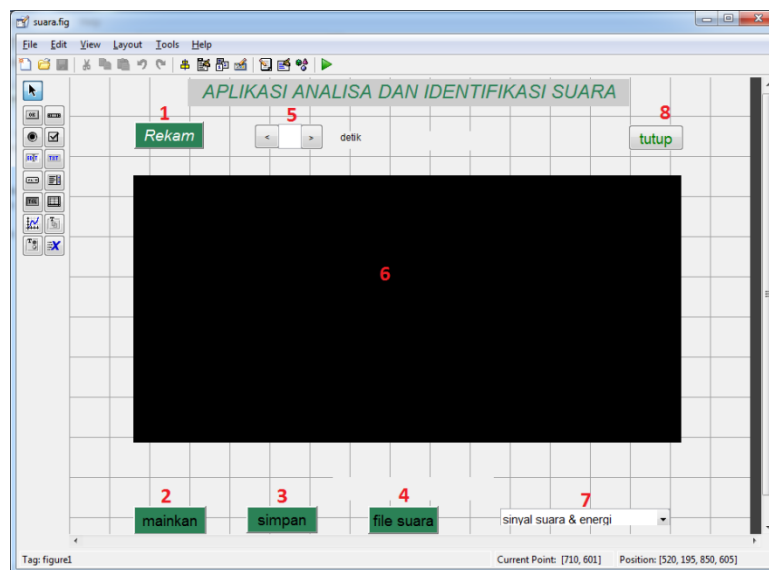 suara.fig
File Edit View Layout Tools Help
APLIKASI ANALISA DAN IDENTIFIKASI SUARA
1 5 8
Rekam < > detik tutup
6
2 3 4 7
mainkan simpan file suara sinyal suara & energi
Tag: figure1 Current Point: [710, 601] Position: [520, 195, 850, 605]